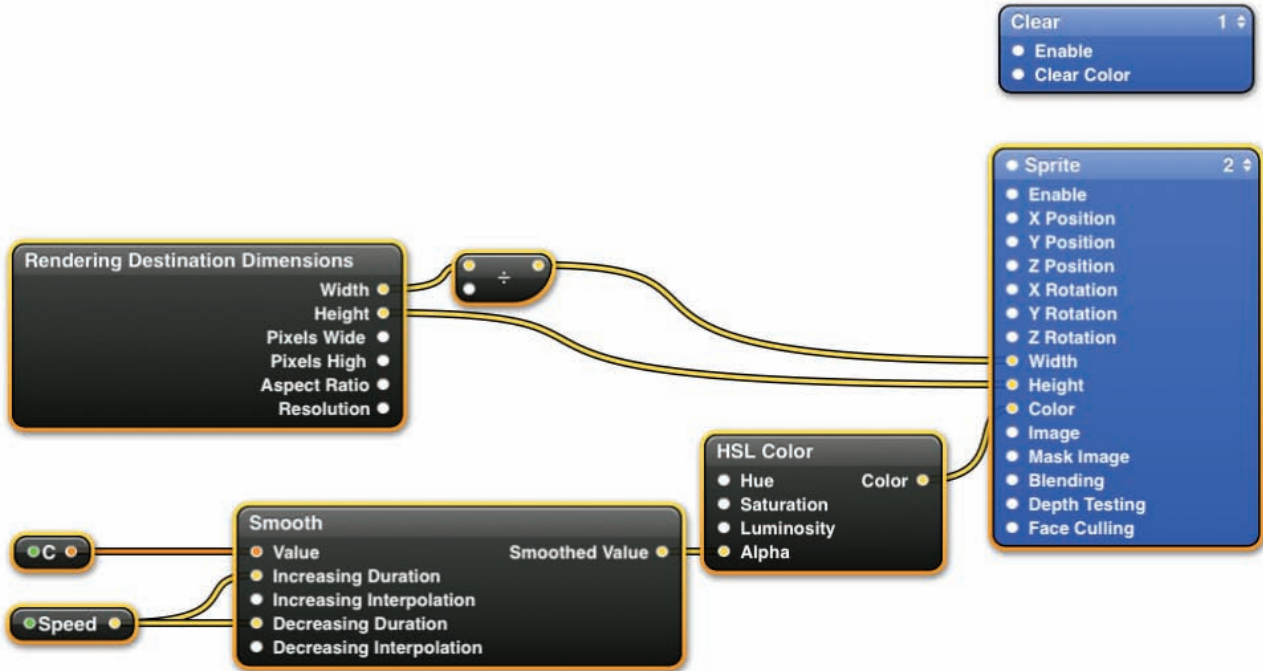 Clear 1
Enable
Clear Color
Sprite 2
Enable
X Position
Y Position
Z Position
X Rotation
Y Rotation
Z Rotation
Width
Height
Color
Image
Mask Image
Blending
Depth Testing
Face Culling
Rendering Destination Dimensions
Width
Height
Pixels Wide
Pixels High
Aspect Ratio
Resolution
÷
HSL Color
Hue Color
Saturation
Luminosity
Alpha
Smooth
Value Smoothed Value
Increasing Duration
Increasing Interpolation
Decreasing Duration
Decreasing Interpolation
C
Speed